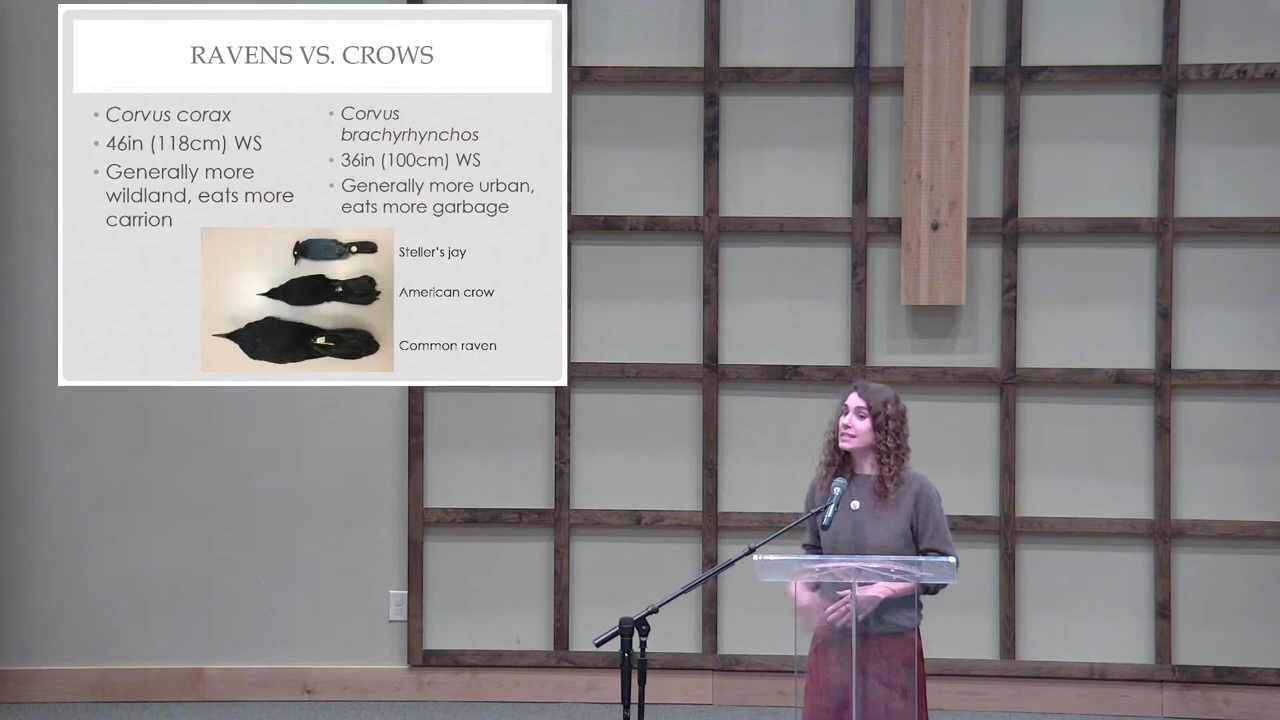 RAVENS VS. CROWS
Corvus corax
46in (118cm) WS
Generally more
wildland, eats more
carrion
Corvus
brachyrhynchos
36in (100cm) WS
Generally more urban,
eats more garbage
Steller's jay
American crow
Common raven